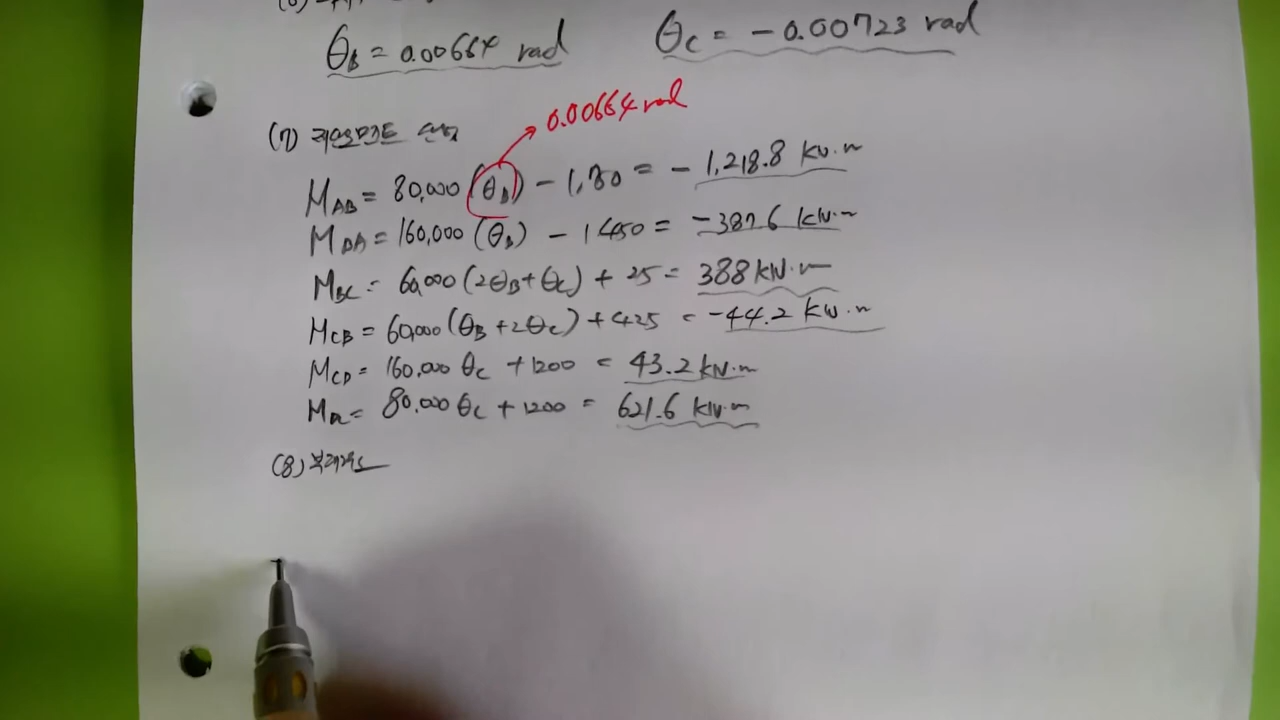 θB = 0.00664 rad θC = -0.00723 rad
0.00664 rad
(7) 재단모멘트 산정
MAB = 80,000 (θB) - 1,750 = - 1,218.8 kN.m
MBA = 160,000 (θB) - 1450 = -387.6 kN.m
MBC = 60,000 (2θB + θC) + 25 = 388 kN.m
MCB = 60,000 (θB + 2θC) + 425 = -44.2 kN.m
MCD = 160,000 θC + 1200 = 43.2 kN.m
MDC = 80,000 θC + 1200 = 621.6 kN.m
(8) 부재각도